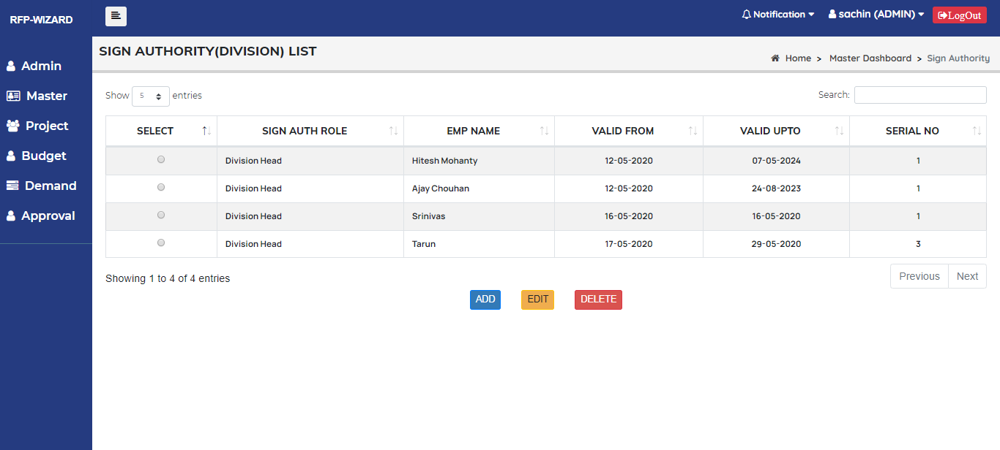 RFP-WIZARD
Notification sachin (ADMIN) LogOut
Admin
Master
Project
Budget
Demand
Approval
SIGN AUTHORITY(DIVISION) LIST
Home > Master Dashboard > Sign Authority
Show 5 entries
Search:
SELECT SIGN AUTH ROLE EMP NAME VALID FROM VALID UPTO SERIAL NO
Division Head Hitesh Mohanty 12-05-2020 07-05-2024 1
Division Head Ajay Chouhan 12-05-2020 24-08-2023 1
Division Head Srinivas 16-05-2020 16-05-2020 1
Division Head Tarun 17-05-2020 29-05-2020 3
Showing 1 to 4 of 4 entries
Previous Next
ADD EDIT DELETE